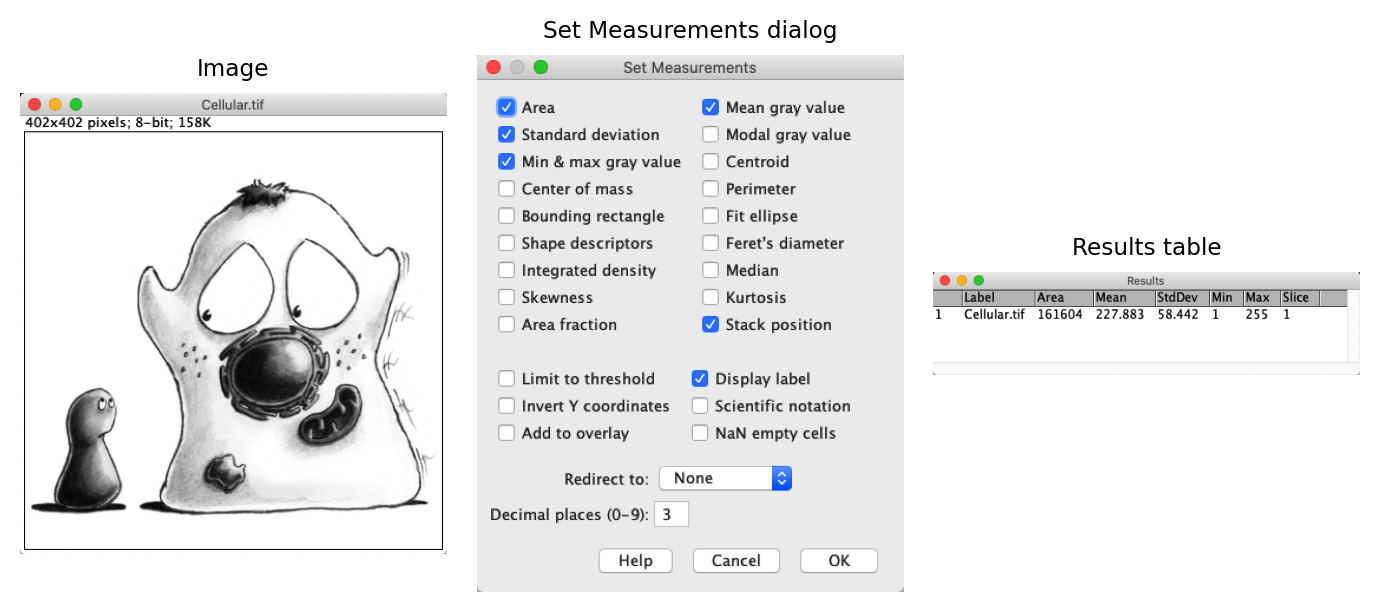 Image
Cellular.tif
402x402 pixels; 8-bit; 158K
Set Measurements dialog
Set Measurements
Area Mean gray value
Standard deviation Modal gray value
Min & max gray value Centroid
Center of mass Perimeter
Bounding rectangle Fit ellipse
Shape descriptors Feret's diameter
Integrated density Median
Skewness Kurtosis
Area fraction Stack position
Limit to threshold Display label
Invert Y coordinates Scientific notation
Add to overlay NaN empty cells
Redirect to: None
Decimal places (0-9): 3
Help Cancel OK
Results table
Results
Label Area Mean StdDev Min Max Slice
1 Cellular.tif 161604 227.883 58.442 1 255 1